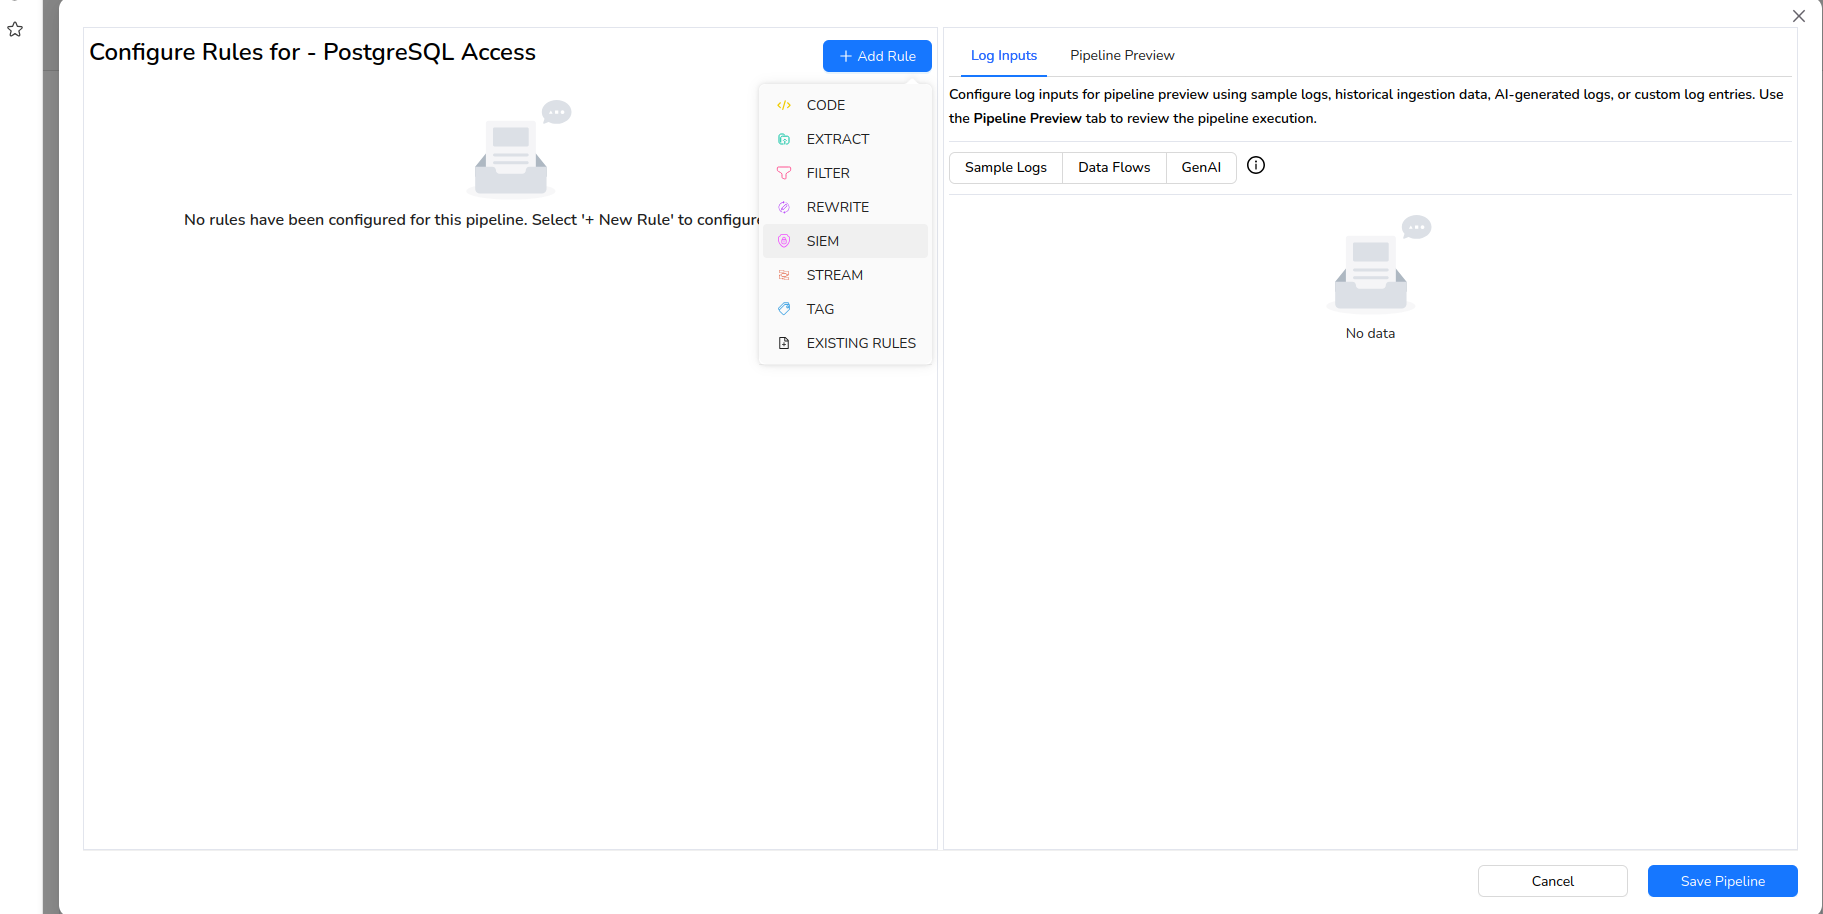 Configure Rules for - PostgreSQL Access
+ Add Rule
CODE
EXTRACT
FILTER
REWRITE
SIEM
STREAM
TAG
EXISTING RULES
No rules have been configured for this pipeline. Select '+ New Rule' to configure
Log Inputs
Pipeline Preview
Configure log inputs for pipeline preview using sample logs, historical ingestion data, AI-generated logs, or custom log entries. Use
the Pipeline Preview tab to review the pipeline execution.
Sample Logs
Data Flows
GenAI
No data
Cancel
Save Pipeline